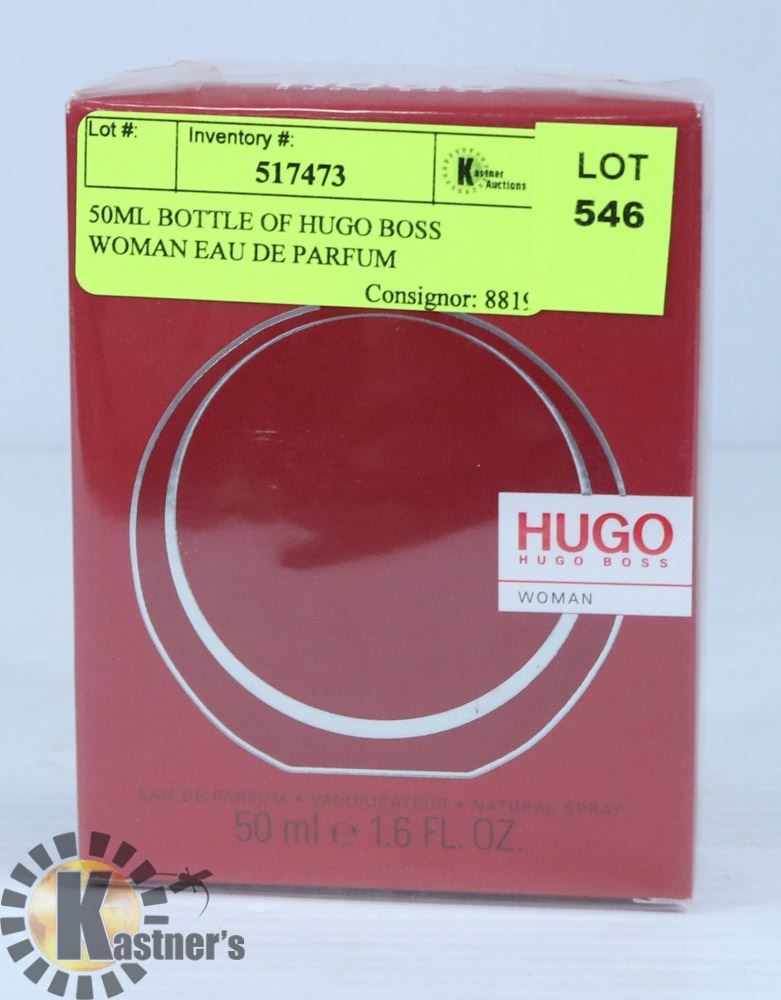 Lot #:
Inventory #:
517473
Kastner
Auctions
LOT
546
50ML BOTTLE OF HUGO BOSS
WOMAN EAU DE PARFUM
Consignor: 8819
HUGO
HUGO BOSS
WOMAN
EAU DE PARFUM • VAPORISATEUR • NATURAL SPRAY
50 ml e 1.6 FL. OZ.
Kastner's